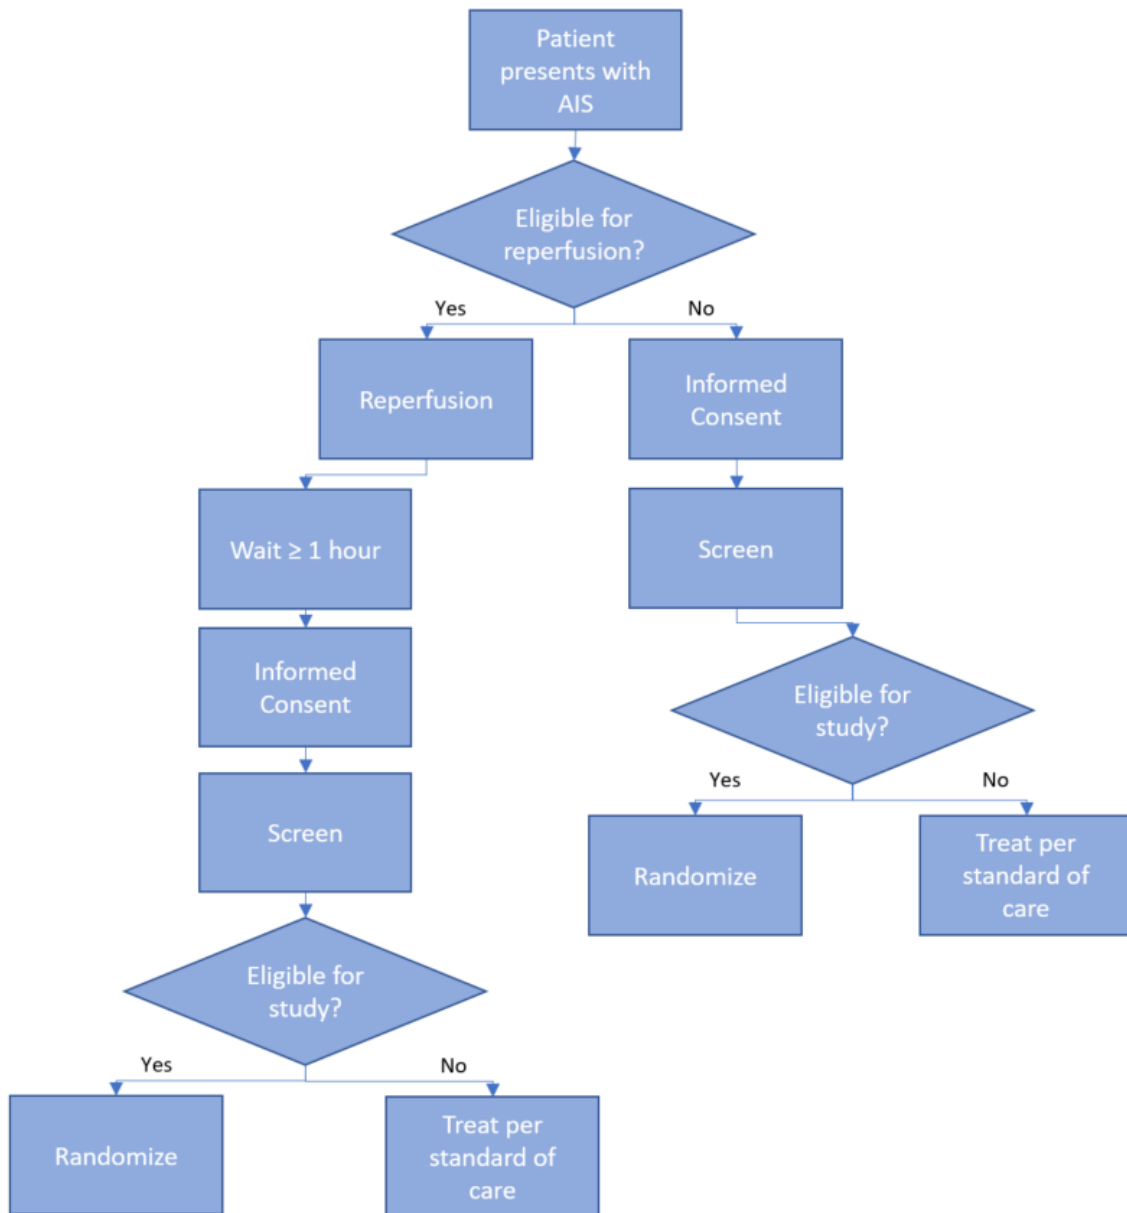 Patient
presents with
AIS
Eligible for
reperfusion?
Yes
No
Reperfusion
Informed
Consent
Wait ≥ 1 hour
Screen
Informed
Consent
Eligible for
study?
Screen
Yes
No
Randomize
Treat per
standard of
care
Eligible for
study?
Yes
No
Randomize
Treat per
standard of
care